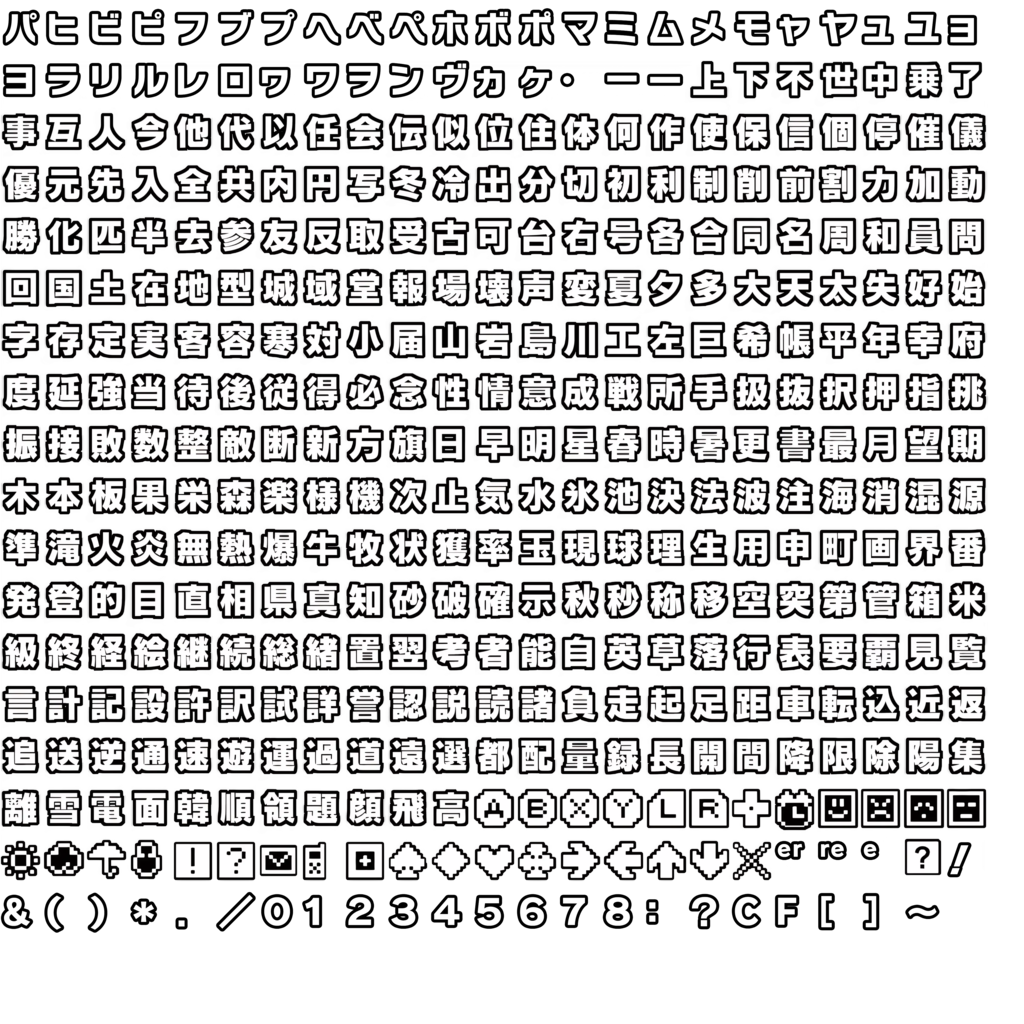 パヒビピフブプヘベペホボポマミムメモャヤュユョ
ヨラリルレロヮワヲンヴヵヶ・ー一上下不世中乗了
事互人今他代以任会伝似位住体何作使保信個停催儀
優元先入全共内円写冬冷出分切初利制削前割力加動
勝化匹半去参友反取受古可台右号各合同名周和員問
回国土在地型城域堂報場壊声変夏夕多大天太失好始
字存定実客容寒対小届山岩島川工左巨希帳平年幸府
度延強当待後従得必念性情意成戦所手扱抜択押指挑
振接敗数整敵断新方旗日早明星春時暑更書最月望期
木本板果栄森楽様機次止気水氷池決法波注海消混源
準滝火炎無熱爆牛牧状獲率玉現球理生用申町画界番
発登的目直相県真知砂破確示秋秒称移空突第管箱米
級終経絵継続総緒置翌考者能自英草落行表要覇見覧
言計記設許訳試詳誉認説読諸負走起足距車転込近返
追送逆通速遊運過道遠選都配量録長開間降限除陽集
離雪電面韓順領題顔飛高ABXYLR
!? er re e ?!
&()*./012345678:?CF[]~